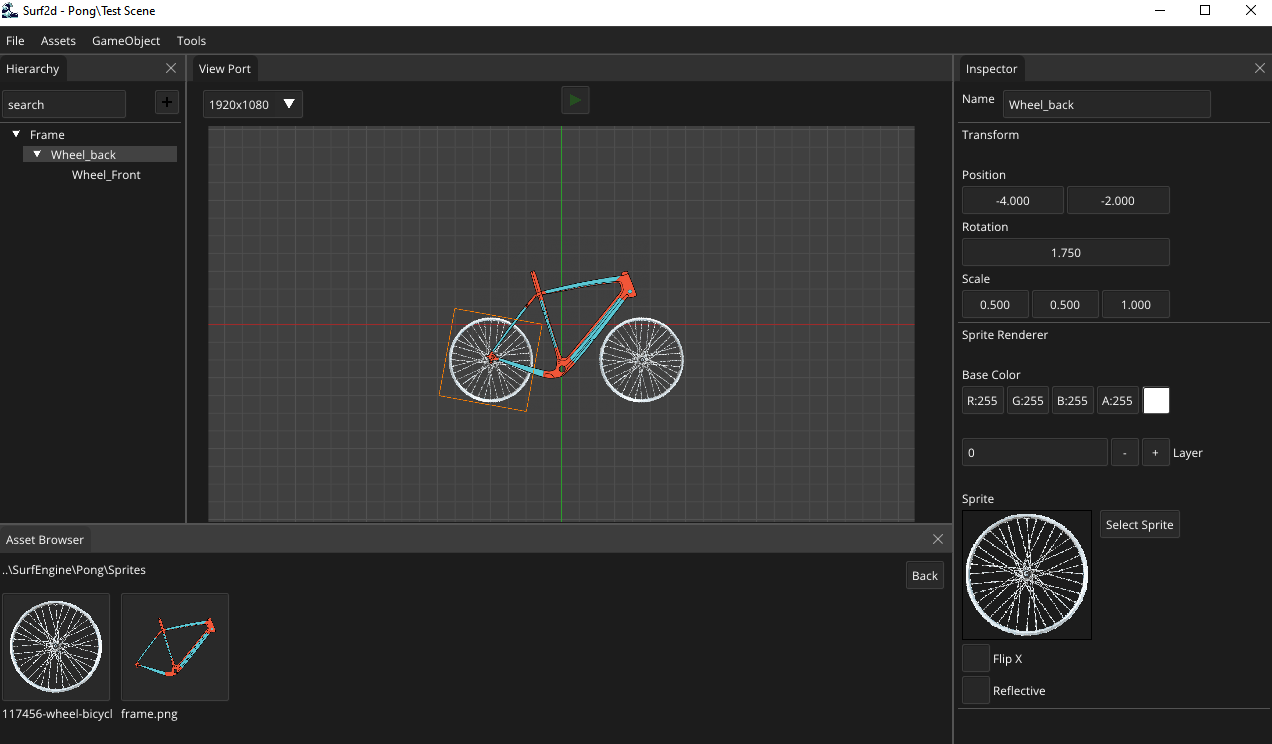 Surf2d - Pong\Test Scene
File Assets GameObject Tools
Hierarchy
search
+
Frame
Wheel_back
Wheel_Front
View Port
1920x1080
Inspector
Name Wheel_back
Transform
Position
-4.000 -2.000
Rotation
1.750
Scale
0.500 0.500 1.000
Sprite Renderer
Base Color
R:255 G:255 B:255 A:255
0 - + Layer
Sprite
Select Sprite
Flip X
Reflective
Asset Browser
..\SurfEngine\Pong\Sprites
Back
117456-wheel-bicycl frame.png